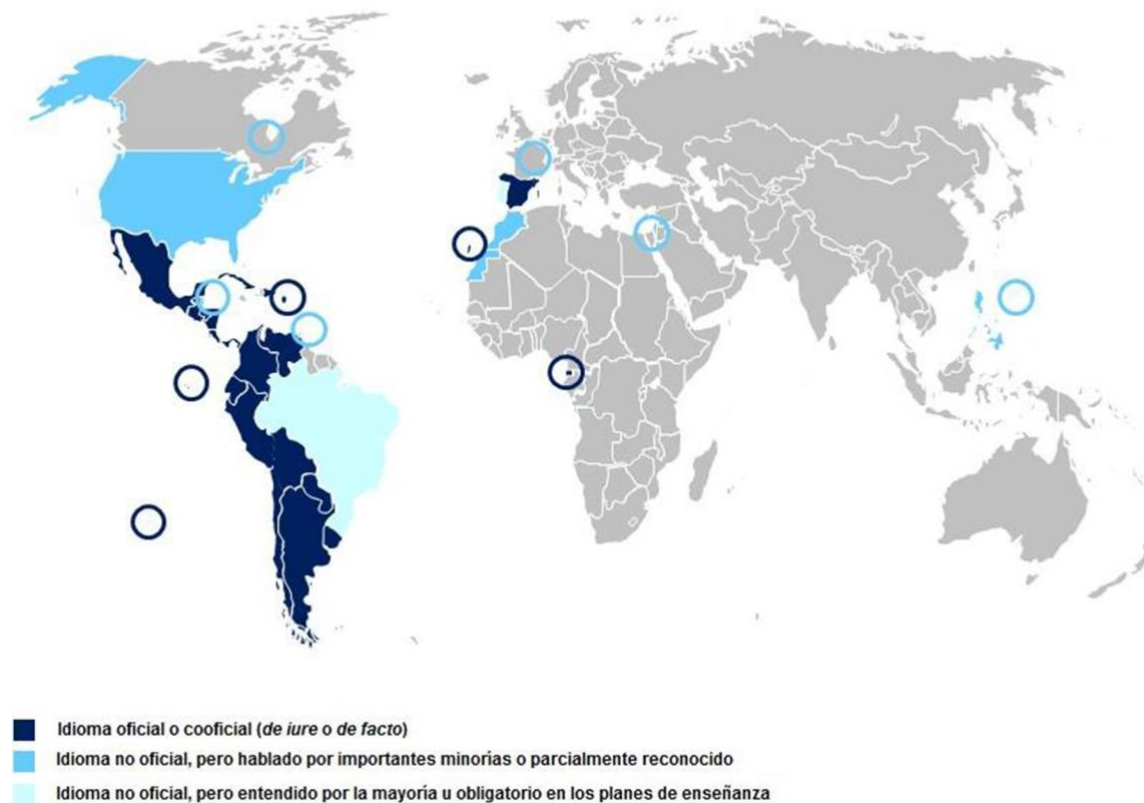 Idioma oficial o cooficial (de iure o de facto)
Idioma no oficial, pero hablado por importantes minorías o parcialmente reconocido
Idioma no oficial, pero entendido por la mayoría u obligatorio en los planes de enseñanza